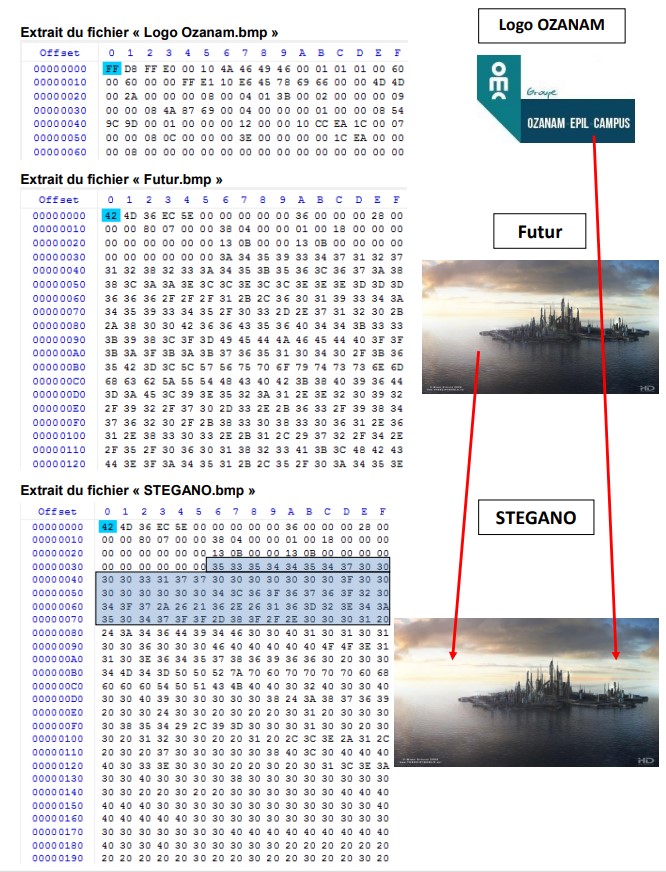 Extrait du fichier « Logo Ozanam.bmp »
Offset 0 1 2 3 4 5 6 7 8 9 A B C D E F
00000000 FF D8 FF E0 00 10 4A 46 49 46 00 01 01 01 00 60
00000010 00 60 00 00 FF E1 10 E6 45 78 69 66 00 00 4D 4D
00000020 00 2A 00 00 00 08 00 04 01 3B 00 02 00 00 00 09
00000030 00 00 08 4A 87 69 00 04 00 00 00 01 00 00 08 54
00000040 9C 9D 00 01 00 00 00 12 00 00 10 CC EA 1C 00 07
00000050 00 00 08 0C 00 00 00 3E 00 00 00 00 1C EA 00 00
00000060 00 08 00 00 00 00 00 00 00 00 00 00 00 00 00 00
Logo OZANAM
Groupe
OZANAM EPIL CAMPUS
Extrait du fichier « Futur.bmp »
Offset 0 1 2 3 4 5 6 7 8 9 A B C D E F
00000000 42 4D 36 EC 5E 00 00 00 00 00 36 00 00 00 28 00
00000010 00 00 80 07 00 00 38 04 00 00 01 00 18 00 00 00
00000020 00 00 00 00 00 00 13 0B 00 00 13 0B 00 00 00 00
00000030 00 00 00 00 00 00 3A 34 35 39 33 34 37 31 32 37
00000040 31 32 38 32 33 3A 34 35 3B 35 36 3C 36 37 3A 38
00000050 38 3C 3A 3A 3E 3C 3C 3E 3C 3C 3E 3E 3E 3D 3D 3D
00000060 36 36 36 2F 2F 2F 31 2B 2C 36 30 31 39 33 34 3A
00000070 34 35 39 33 34 35 2F 30 33 2D 2E 37 31 32 30 2B
00000080 2A 38 30 30 42 36 36 43 35 36 40 34 34 3B 33 33
00000090 3B 39 38 3C 3F 3D 49 45 44 4A 46 45 44 40 3F 3F
000000A0 3B 3A 3F 3B 3A 3B 37 36 35 31 30 34 30 2F 3B 36
000000B0 35 42 3D 3C 5C 57 56 75 70 6F 79 74 73 73 6E 6D
000000C0 68 63 62 5A 55 54 48 43 40 42 3B 38 40 39 36 44
000000D0 3D 3A 45 3C 39 3E 35 32 3A 31 2E 3E 32 30 39 32
000000E0 2F 39 32 2F 37 30 2D 33 2E 2B 36 33 2F 39 38 34
000000F0 37 36 32 30 2F 2B 38 33 30 38 33 30 36 31 2E 36
00000100 31 2E 38 33 30 33 2E 2B 31 2C 29 37 32 2F 34 2E
00000110 2F 35 2F 30 36 30 31 38 32 33 41 3B 3C 48 42 43
00000120 44 3E 3F 3A 34 35 31 2B 2C 35 2F 30 3A 34 35 3E
Futur
HD
Extrait du fichier « STEGANO.bmp »
Offset 0 1 2 3 4 5 6 7 8 9 A B C D E F
00000000 42 4D 36 EC 5E 00 00 00 00 00 36 00 00 00 28 00
00000010 00 00 80 07 00 00 38 04 00 00 01 00 18 00 00 00
00000020 00 00 00 00 00 00 13 0B 00 00 13 0B 00 00 00 00
00000030 00 00 00 00 00 00 35 33 35 34 34 35 34 37 30 30
00000040 30 30 33 31 37 37 30 30 30 30 30 30 30 3F 30 30
00000050 30 30 30 30 30 30 34 3C 36 3F 36 37 36 3F 32 30
00000060 34 3F 37 2A 26 21 36 2E 26 31 36 3D 32 3E 34 3A
00000070 35 30 34 37 3F 3F 2D 38 3F 2F 2E 30 30 30 31 20
00000080 24 3A 34 36 44 39 34 46 30 30 40 31 30 31 30 31
00000090 30 36 30 30 30 46 40 40 40 40 40 4F 4F 3E 31
000000A0 31 30 3E 36 34 35 37 38 36 39 36 36 30 20 30 30
000000B0 34 4D 34 3D 50 50 52 7A 70 60 70 70 70 70 60 68
000000C0 60 60 60 54 50 51 43 4B 40 40 30 32 40 30 30 40
000000D0 30 30 40 39 30 30 30 30 30 38 24 3A 38 37 36 39
000000E0 20 30 30 24 30 30 20 30 20 20 30 31 20 30 30 30
000000F0 30 38 35 34 29 2C 39 3D 30 30 30 31 30 30 20 30
00000100 30 20 31 32 30 30 20 20 31 20 2C 3C 3E 2A 31 2C
00000110 20 30 20 37 30 30 30 30 30 38 40 3C 30 40 40 40
00000120 40 30 33 3E 30 30 30 20 20 30 20 30 31 3C 3E 3A
00000130 30 30 40 30 30 30 30 38 30 30 30 30 30 30 30 30
00000140 30 30 20 20 30 20 20 30 30 30 30 30 30 40 40 40
00000150 40 40 40 30 30 30 30 30 30 30 30 30 30 30 30 30
00000160 40 40 40 30 30 30 30 30 30 30 30 30 30 40 40 40
00000170 30 30 30 30 30 30 40 40 40 40 40 40 40 40 40 40
00000180 40 30 30 40 30 30 30 20 20 30 20 20 20 20 20 20
00000190 20 20 20 20 20 20 20 20 20 20 20 20 20 20 30 20
STEGANO
HD